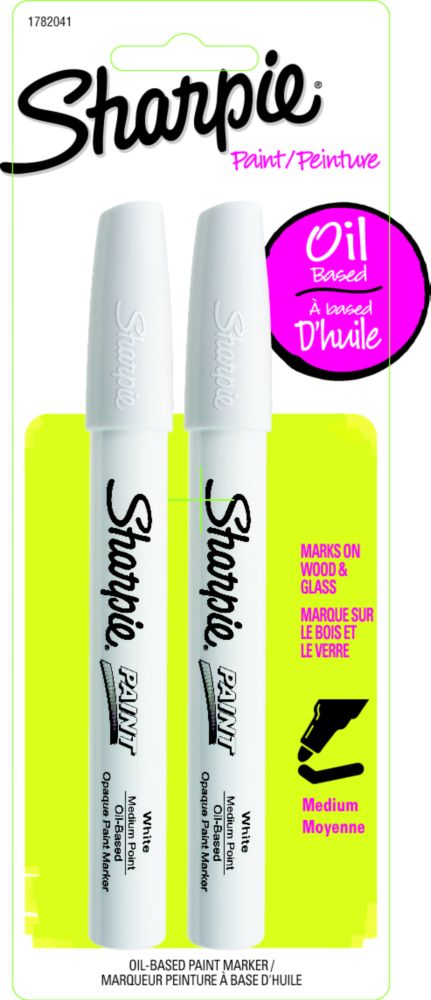 1782041
Sharpie®
Paint/Peinture
Oil
Based
À based
D'huile
Sharpie
Sharpie
Sharpie.
PAINT
White
Medium Point
Oil-Based
Opaque Paint Marker
Sharpie.
PAINT
White
Medium Point
Oil-Based
Opaque Paint Marker
MARKS ON
WOOD &
GLASS
MARQUE SUR
LE BOIS ET
LE VERRE
Medium
Moyenne
OIL-BASED PAINT MARKER /
MARQUEUR PEINTURE À BASE D'HUILE